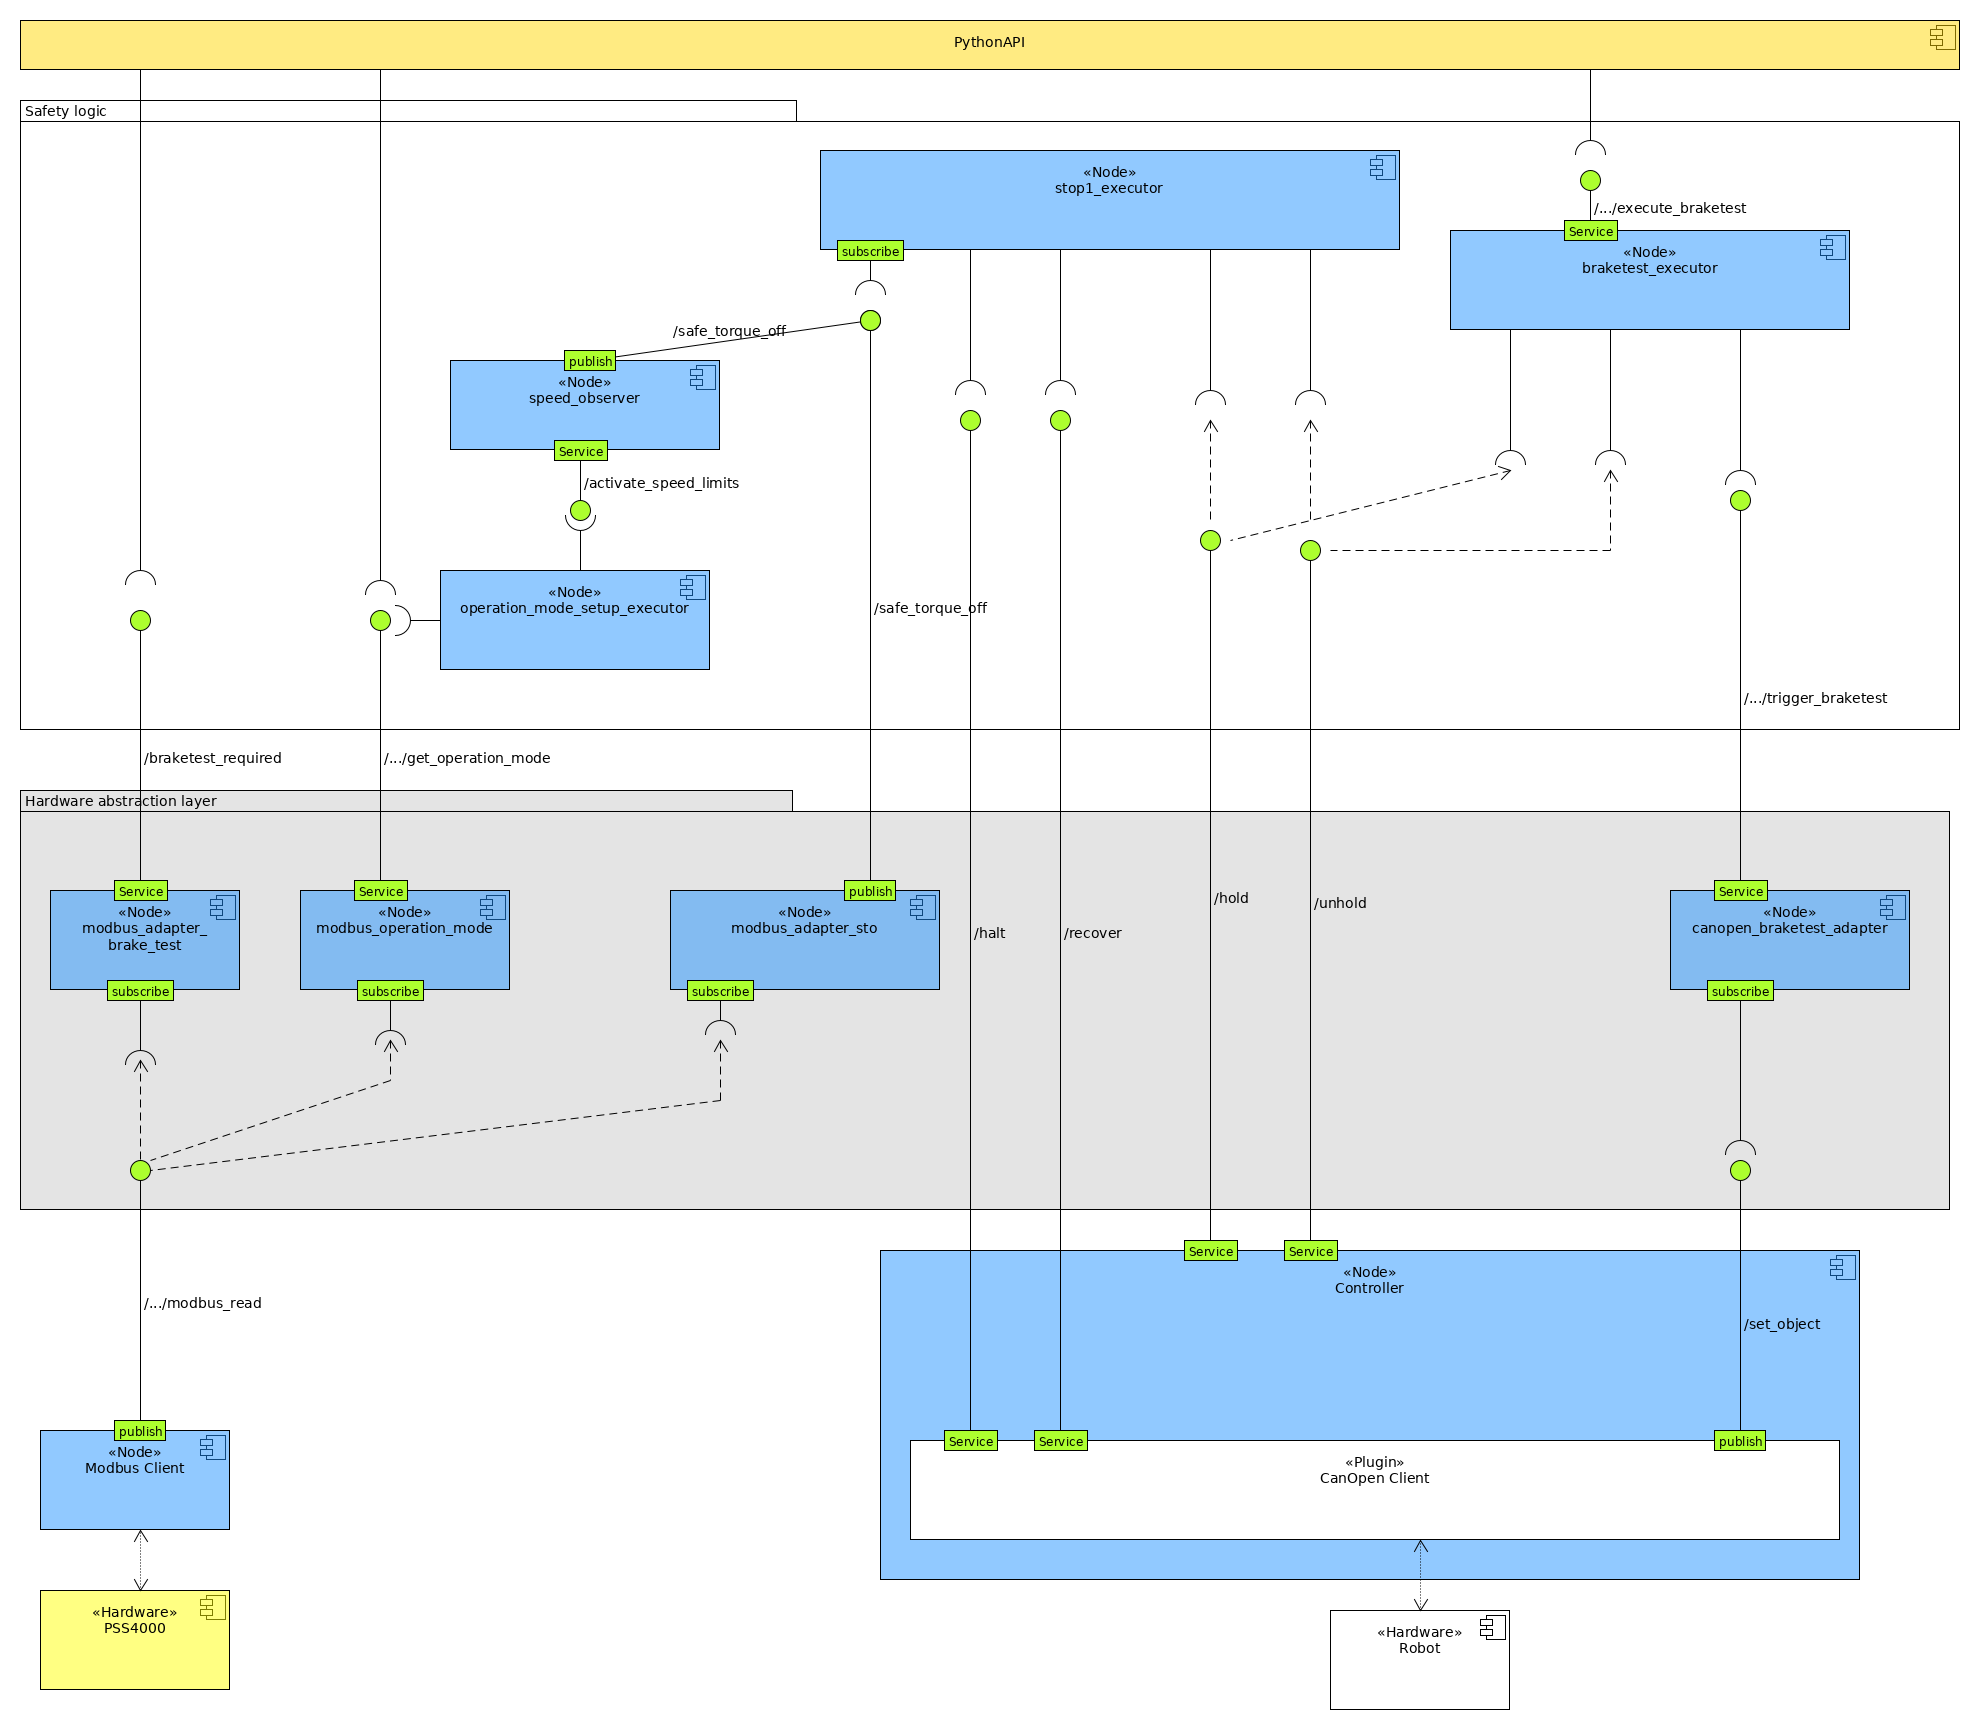 PythonAPI
Safety logic
«Node»
stop1_executor
subscribe
/.../execute_braketest
Service
«Node»
braketest_executor
/safe_torque_off
publish
«Node»
speed_observer
Service
/activate_speed_limits
«Node»
operation_mode_setup_executor
/safe_torque_off
/.../trigger_braketest
/braketest_required
/.../get_operation_mode
Hardware abstraction layer
Service
«Node»
modbus_adapter_
brake_test
subscribe
Service
«Node»
modbus_operation_mode
subscribe
publish
«Node»
modbus_adapter_sto
subscribe
/halt
/recover
/hold
/unhold
Service
«Node»
canopen_braketest_adapter
subscribe
/.../modbus_read
Service
Service
«Node»
Controller
/set_object
publish
«Node»
Modbus Client
Service
Service
publish
«Plugin»
CanOpen Client
«Hardware»
PSS4000
«Hardware»
Robot